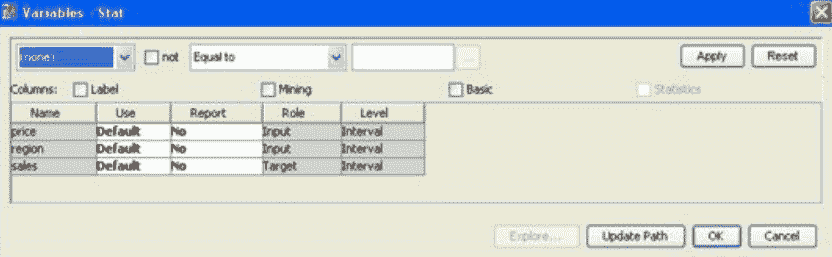 Variables - Stat
(none) not Equal to ... Apply Reset
Columns: Label Mining Basic Statistics
Name Use Report Role Level
price Default No Input Interval
region Default No Input Interval
sales Default No Target Interval
Explore... Update Path OK Cancel